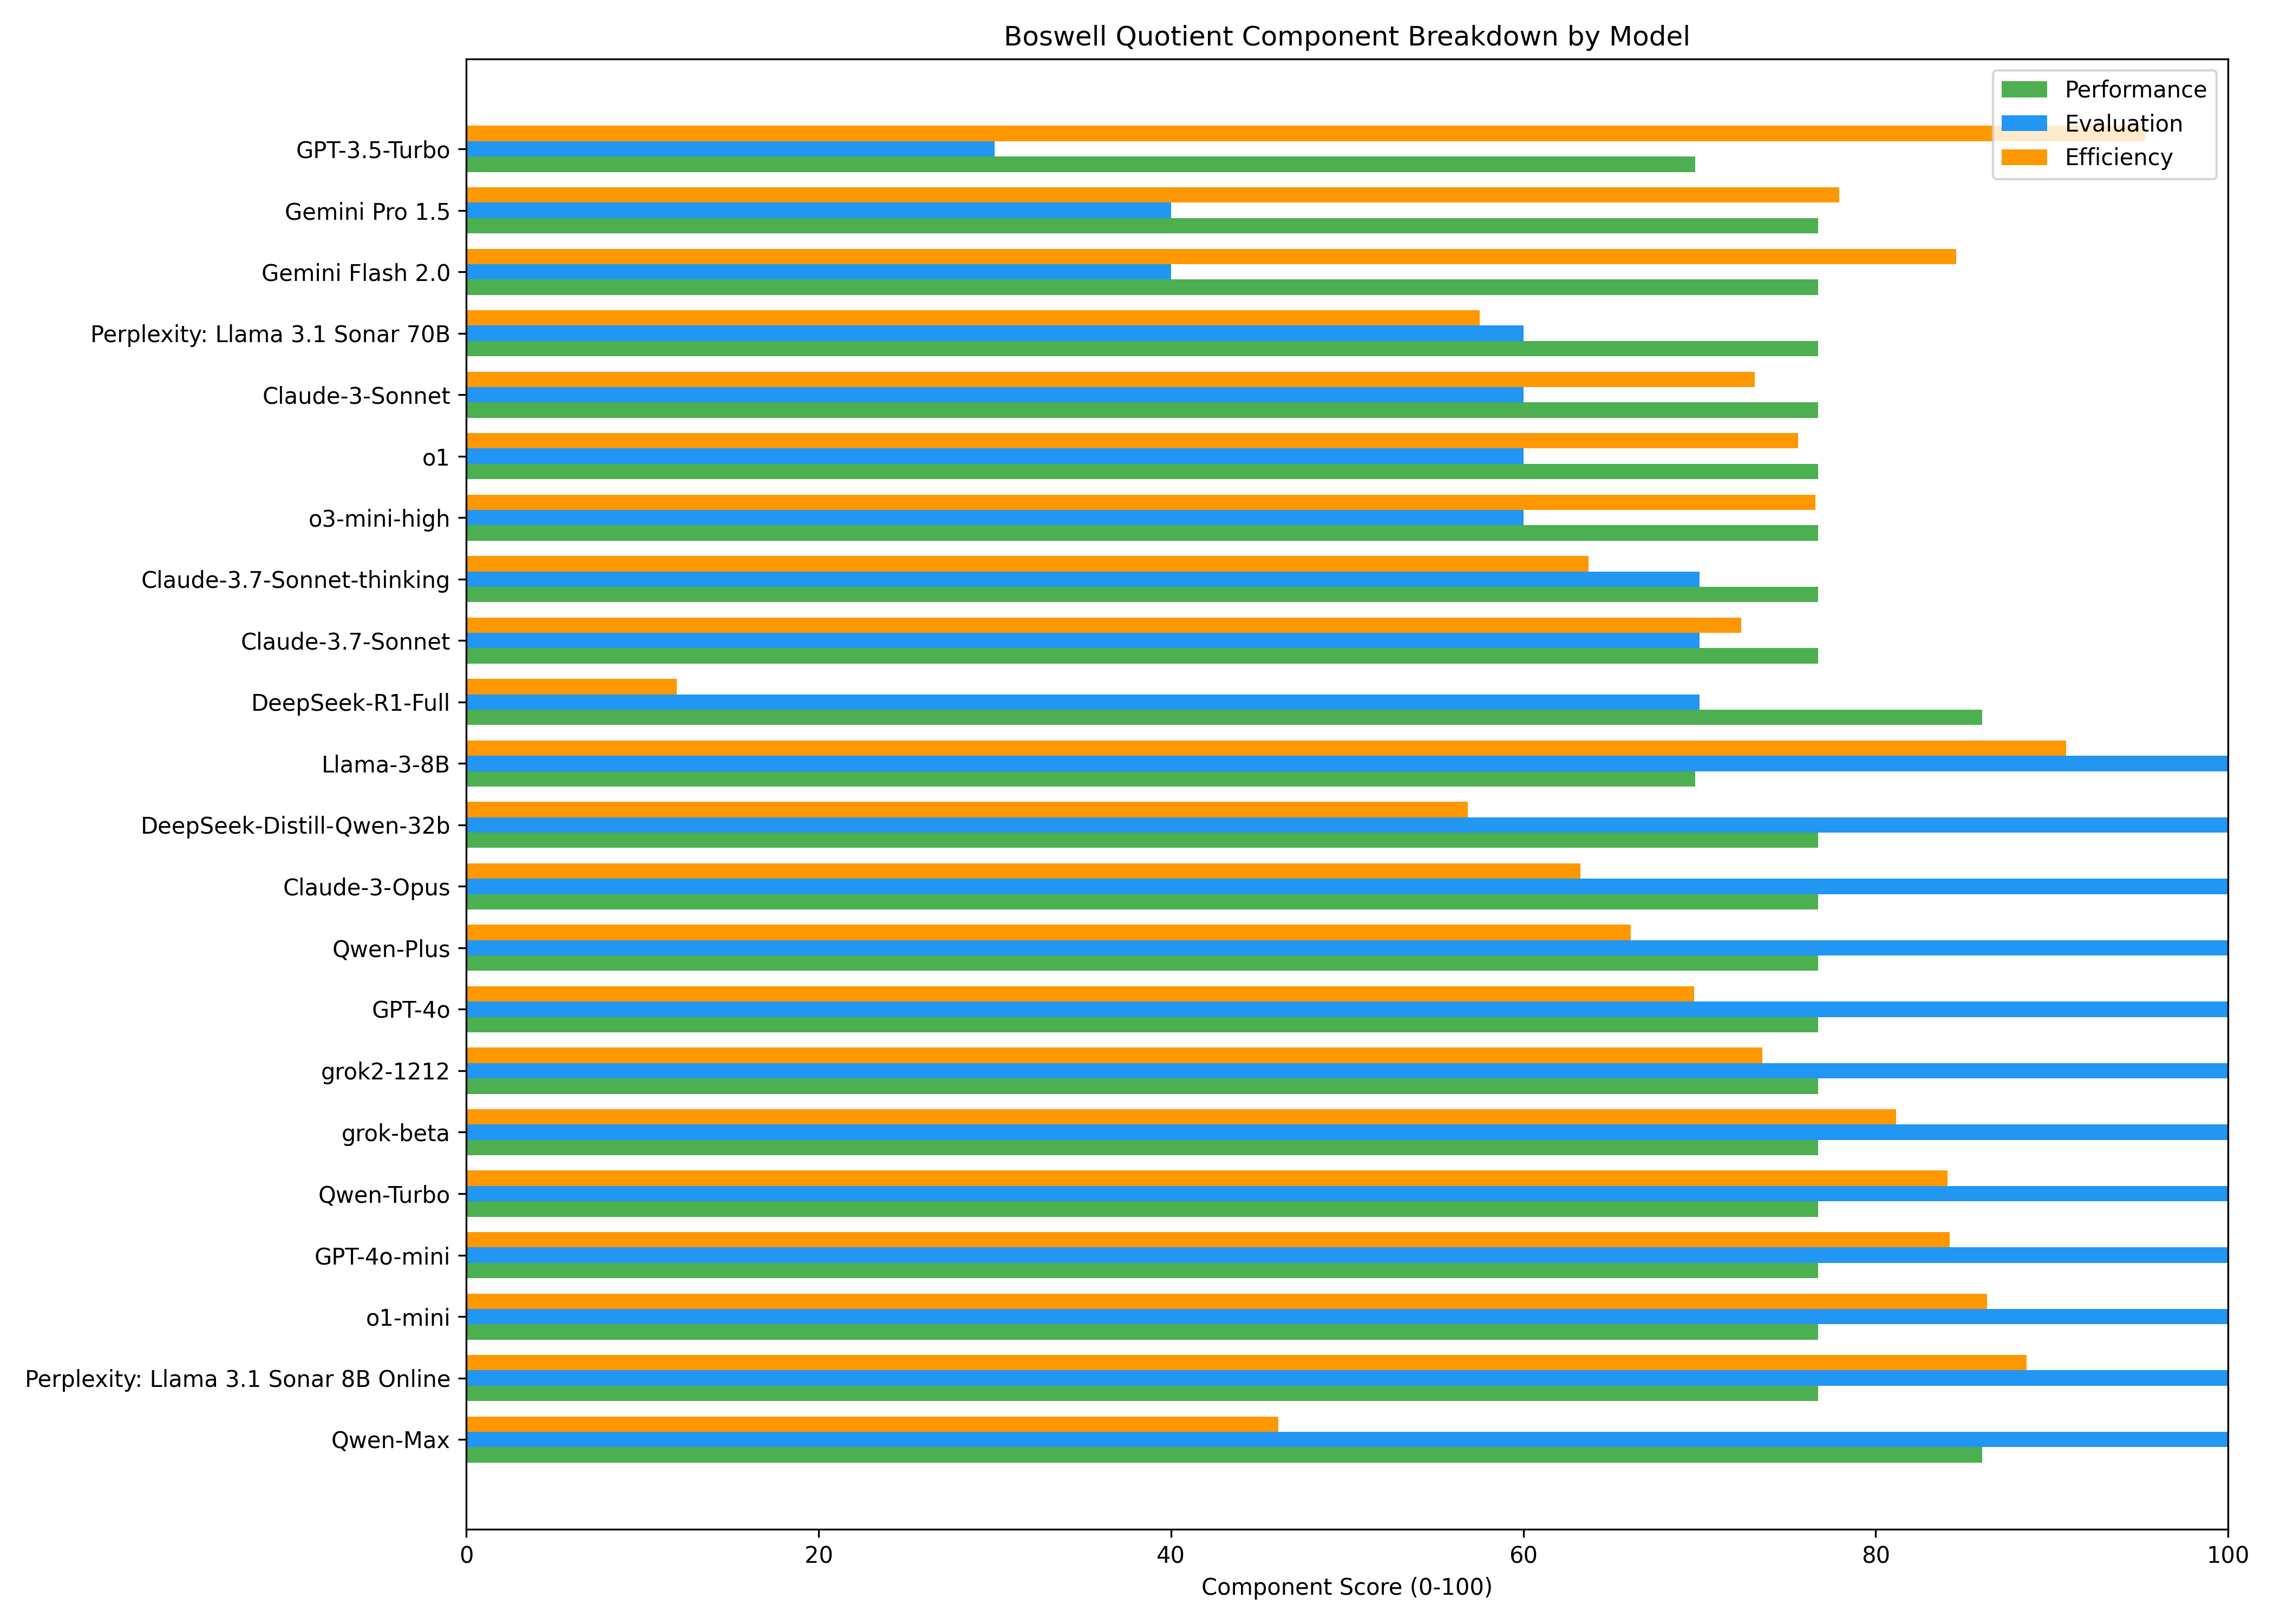 Boswell Quotient Component Breakdown by Model
Performance
Evaluation
Efficiency
GPT-3.5-Turbo
Gemini Pro 1.5
Gemini Flash 2.0
Perplexity: Llama 3.1 Sonar 70B
Claude-3-Sonnet
o1
o3-mini-high
Claude-3.7-Sonnet-thinking
Claude-3.7-Sonnet
DeepSeek-R1-Full
Llama-3-8B
DeepSeek-Distill-Qwen-32b
Claude-3-Opus
Qwen-Plus
GPT-4o
grok2-1212
grok-beta
Qwen-Turbo
GPT-4o-mini
o1-mini
Perplexity: Llama 3.1 Sonar 8B Online
Qwen-Max
0 20 40 60 80 100
Component Score (0-100)